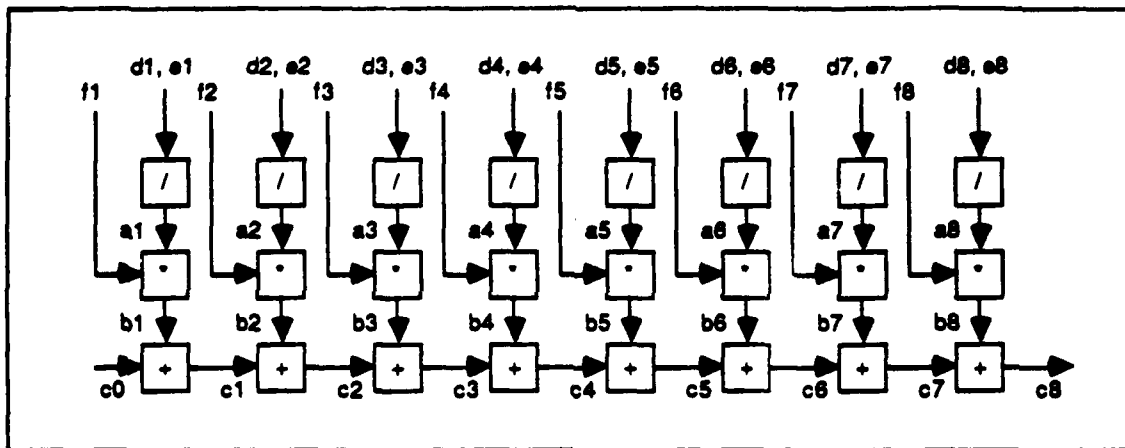 d1, e1 d2, e2 d3, e3 d4, e4 d5, e5 d6, e6 d7, e7 d8, e8
f1 f2 f3 f4 f5 f6 f7 f8
/ / / / / / / /
a1 a2 a3 a4 a5 a6 a7 a8
* * * * * * * *
b1 b2 b3 b4 b5 b6 b7 b8
+ + + + + + + +
c0 c1 c2 c3 c4 c5 c6 c7 c8